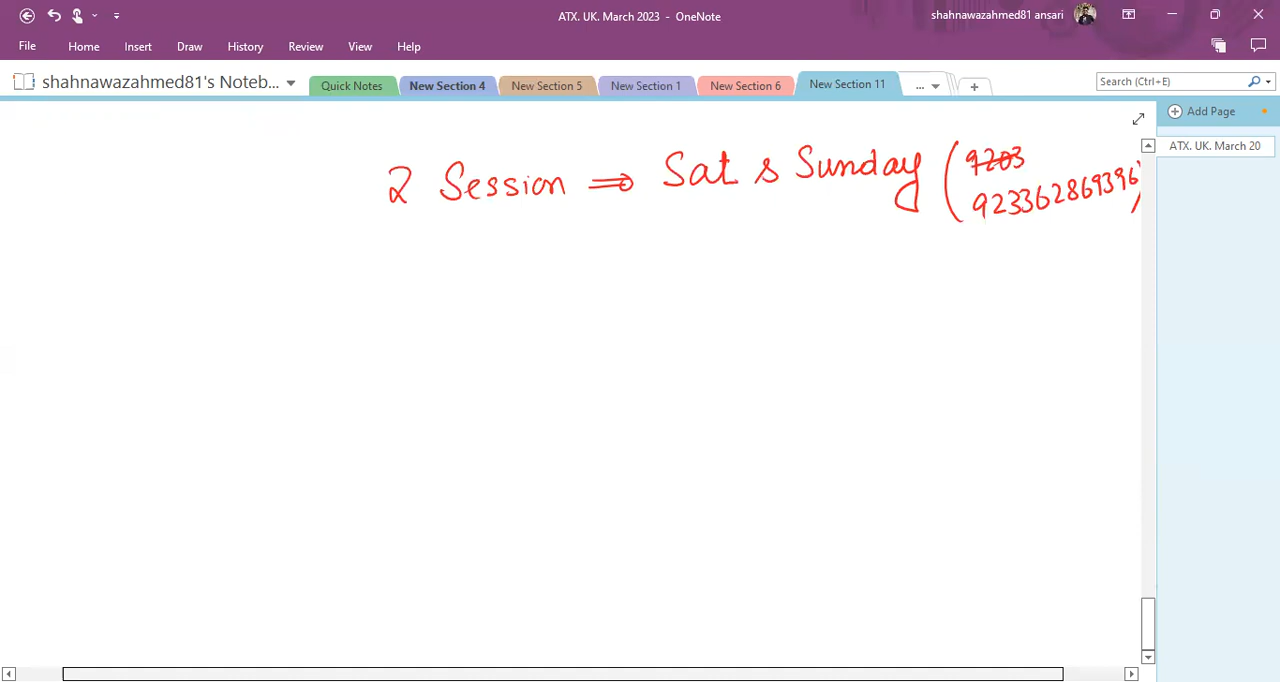 ATX. UK. March 2023 - OneNote
shahnawazahmed81 ansari
File Home Insert Draw History Review View Help
shahnawazahmed81's Noteb...
Quick Notes New Section 4 New Section 5 New Section 1 New Section 6 New Section 11 ...
Search (Ctrl+E)
Add Page
ATX. UK. March 20
2 Session ⇒ Sat & Sunday (9203
923362869396)